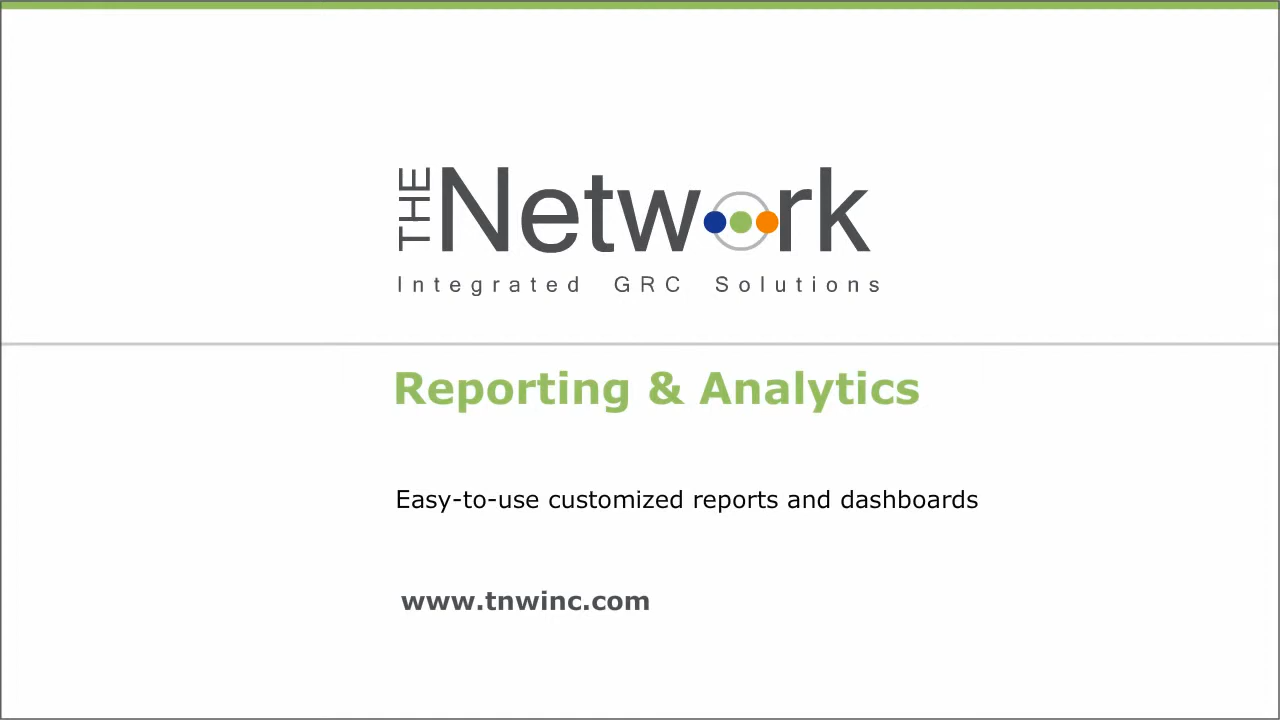 THE Network
Integrated GRC Solutions
Reporting & Analytics
Easy-to-use customized reports and dashboards
www.tnwinc.com